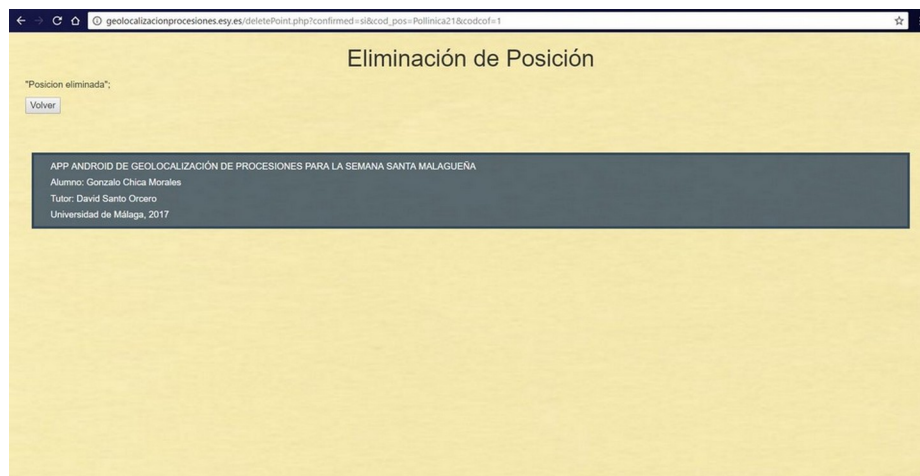 geolocalizacionprocesiones.esy.es/deletePoint.php?confirmed=si&cod_pos=Pollinica21&codcof=1
Eliminación de Posición
"Posicion eliminada";
Volver
APP ANDROID DE GEOLOCALIZACIÓN DE PROCESIONES PARA LA SEMANA SANTA MALAGUEÑA
Alumno: Gonzalo Chica Morales
Tutor: David Santo Orcero
Universidad de Málaga, 2017